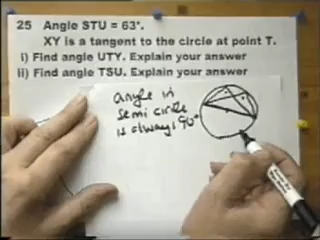 25 Angle STU = 63°.
XY is a tangent to the circle at point T.
i) Find angle UTY. Explain your answer
ii) Find angle TSU. Explain your answer
angle in
semi circle
is always 90°